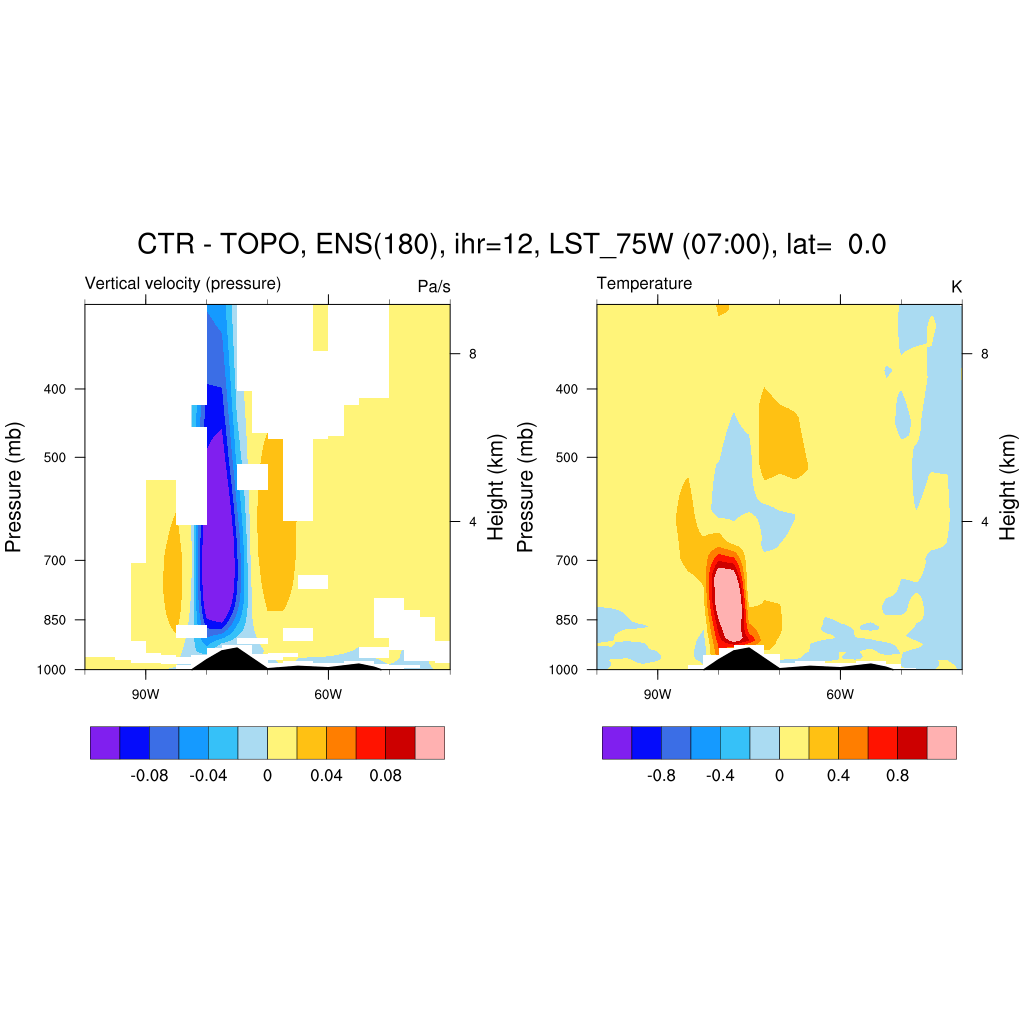 CTR - TOPO, ENS(180), ihr=12, LST_75W (07:00), lat=  0.0
Vertical velocity (pressure)
Pa/s
Pressure (mb)
400
500
700
850
1000
90W
60W
8
4
Height (km)
-0.08
-0.04
0
0.04
0.08
Temperature
K
Pressure (mb)
400
500
700
850
1000
90W
60W
8
4
Height (km)
-0.8
-0.4
0
0.4
0.8